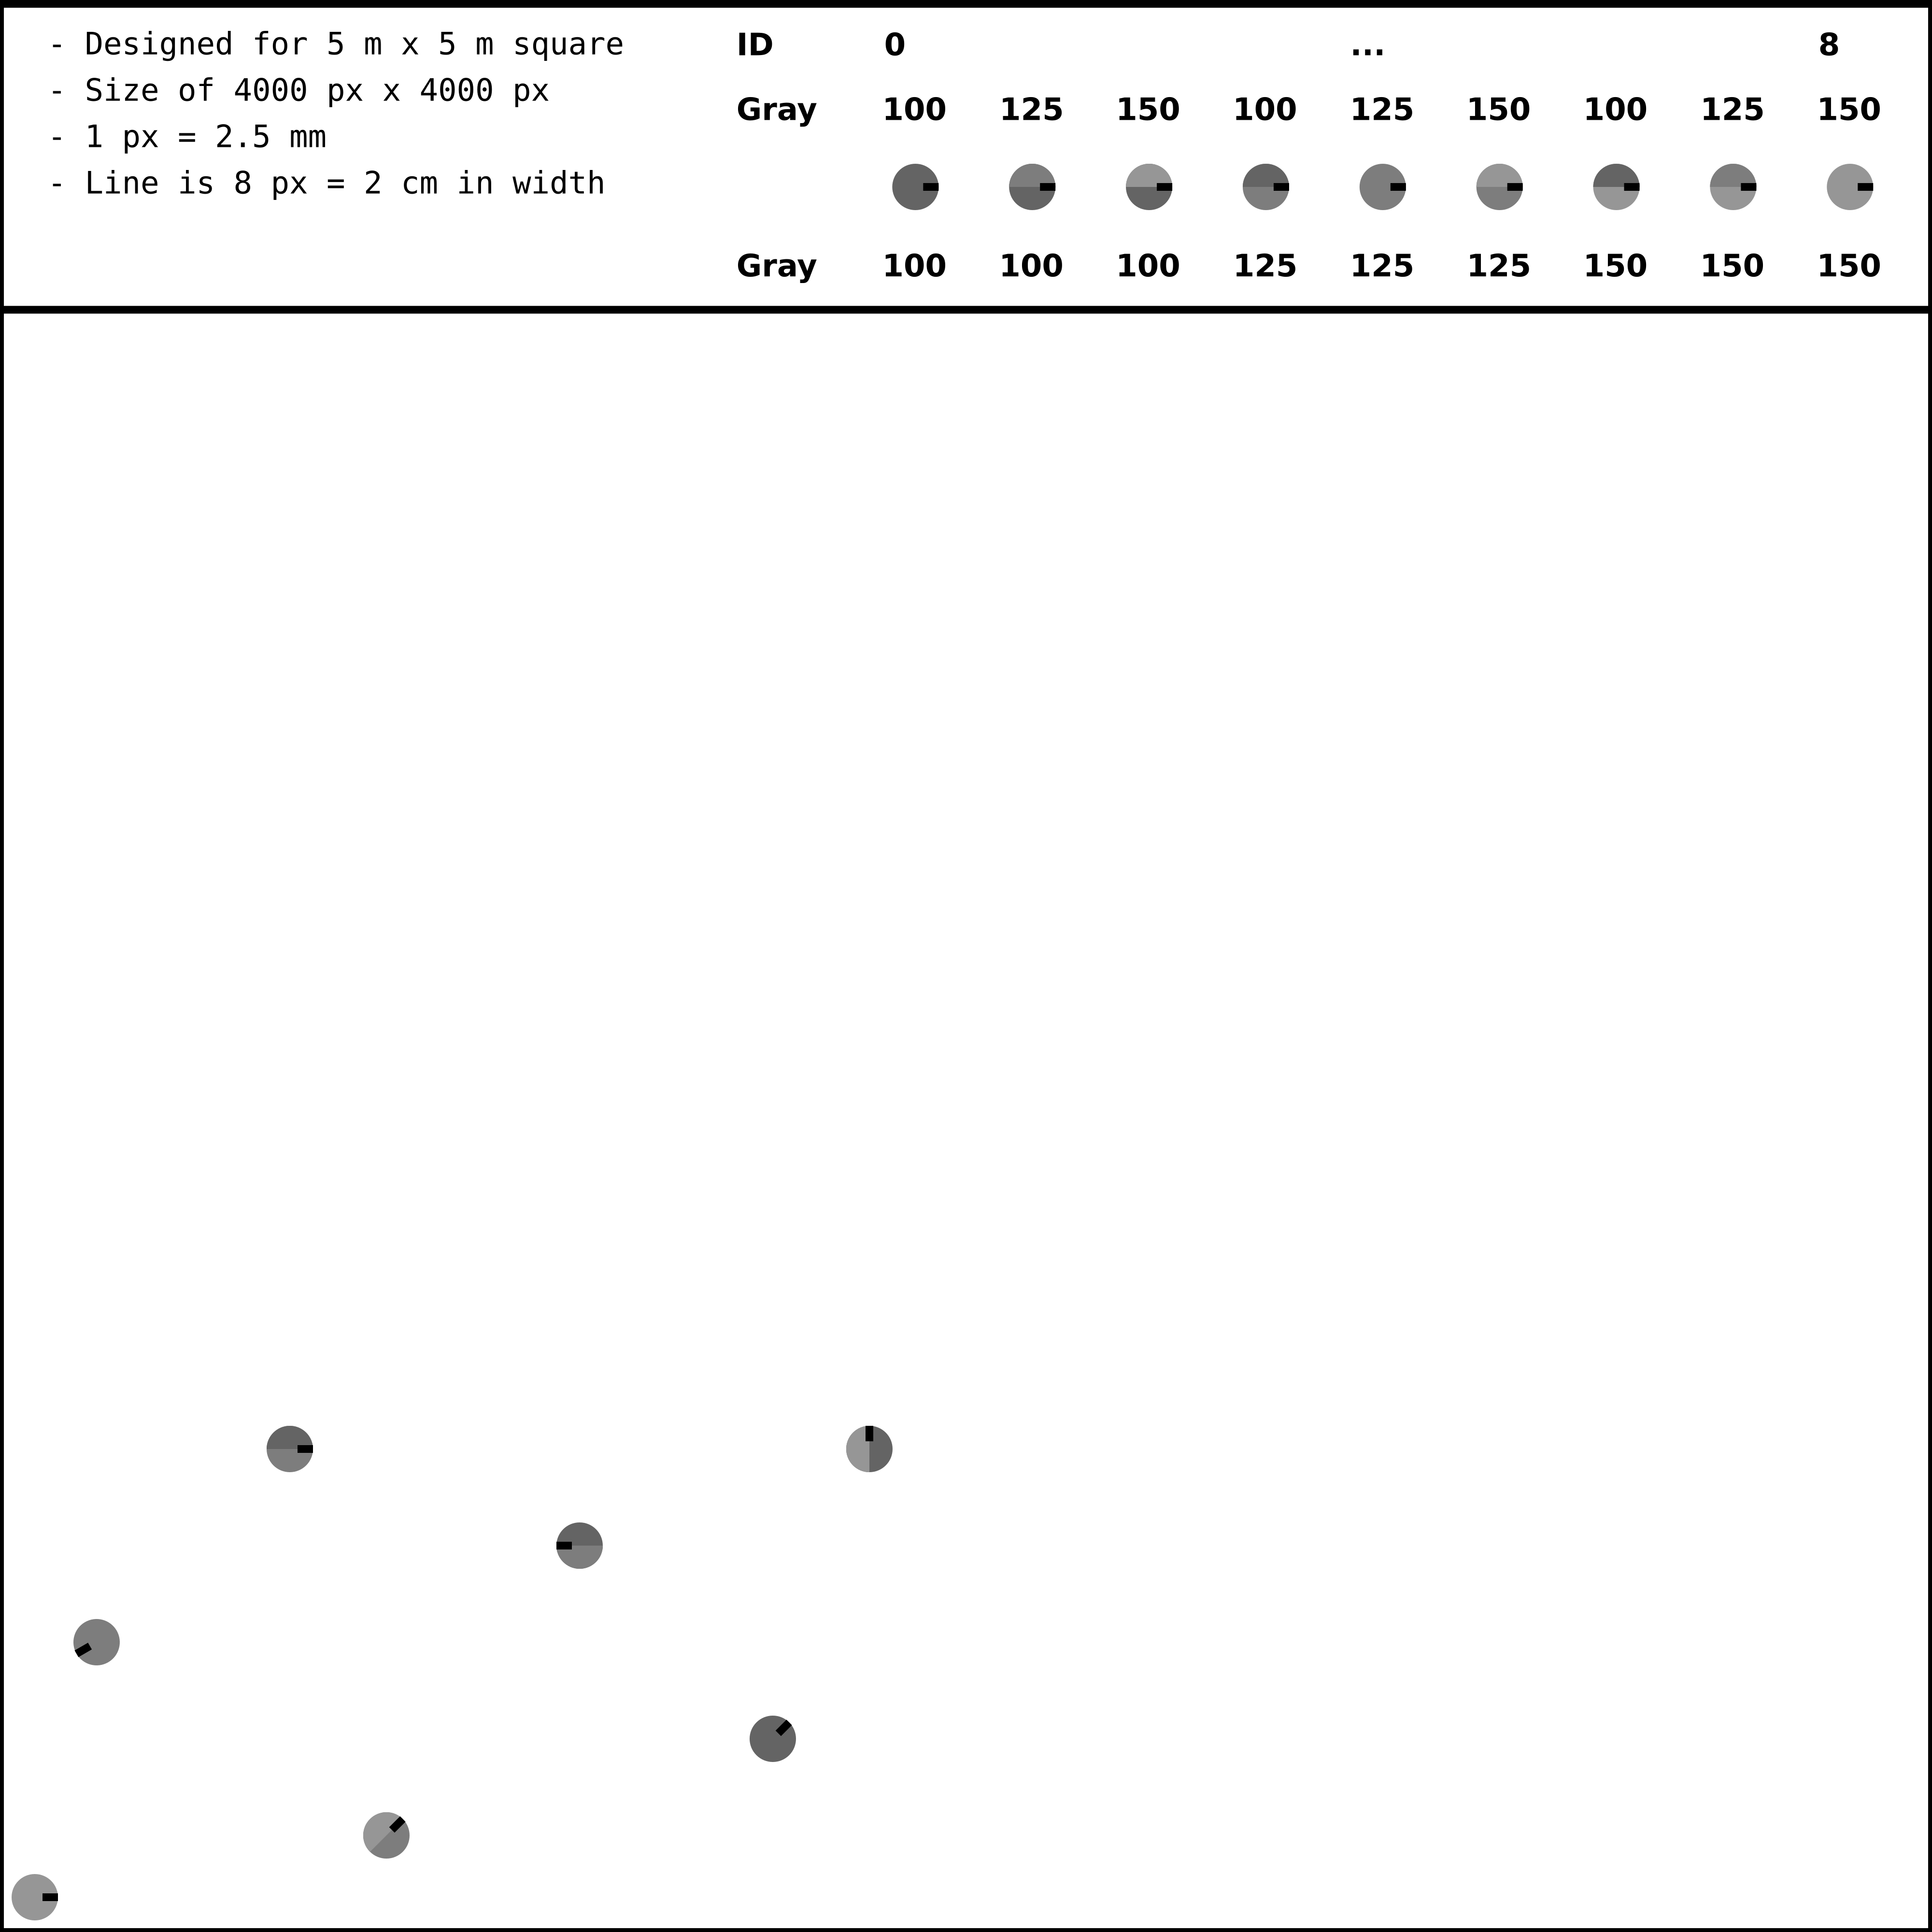 - Designed for 5 m x 5 m square
- Size of 4000 px x 4000 px
- 1 px = 2.5 mm
- Line is 8 px = 2 cm in width
ID 0 ... 8
Gray 100 125 150 100 125 150 100 125 150
Gray 100 100 100 125 125 125 150 150 150